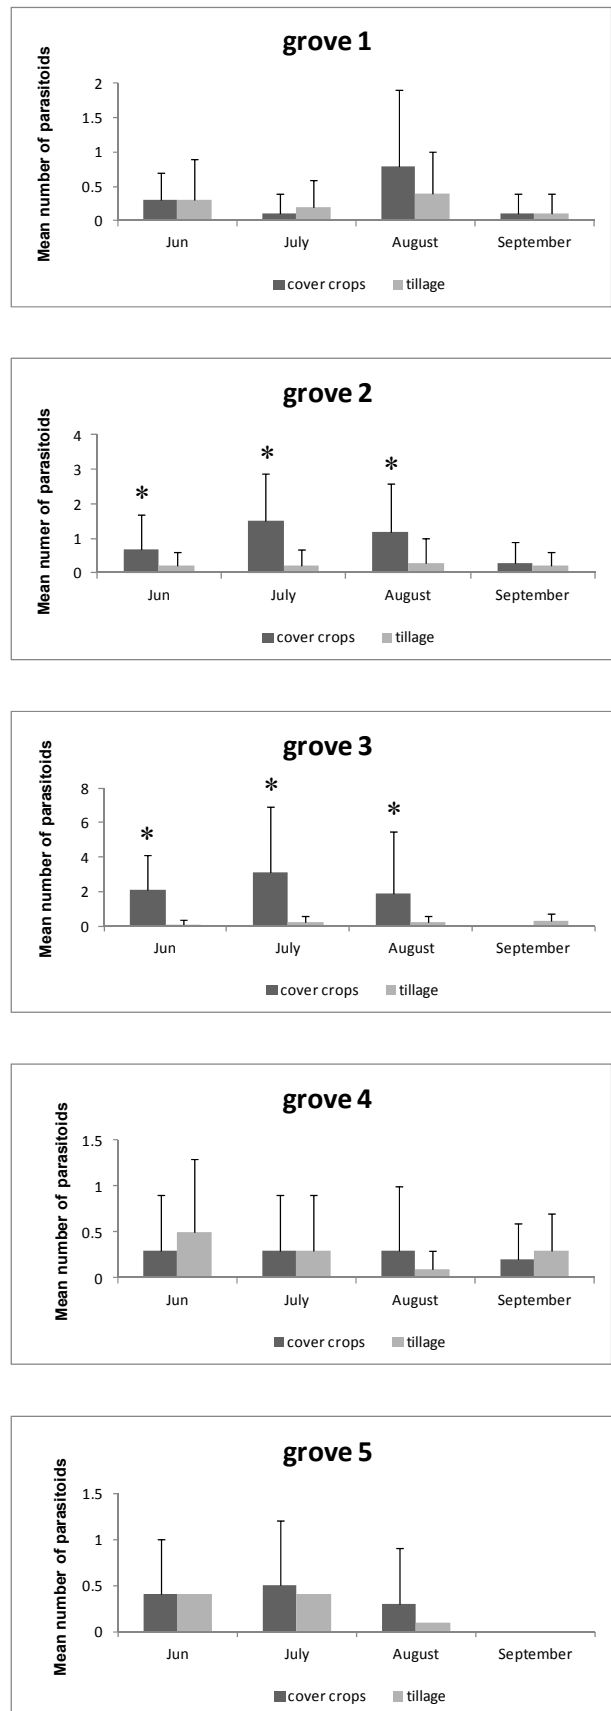 grove 1
Mean number of parasitoids
2
1.5
1
0.5
0
Jun July August September
cover crops tillage
grove 2
Mean numer of parasitoids
4
3
2
1
0
* * *
Jun July August September
cover crops tillage
grove 3
Mean number of parasitoids
8
6
4
2
0
* * *
Jun July August September
cover crops tillage
grove 4
Mean number of parasitoids
1.5
1
0.5
0
Jun July August September
cover crops tillage
grove 5
Mean number of parasitoids
1.5
1
0.5
0
Jun July August September
cover crops tillage